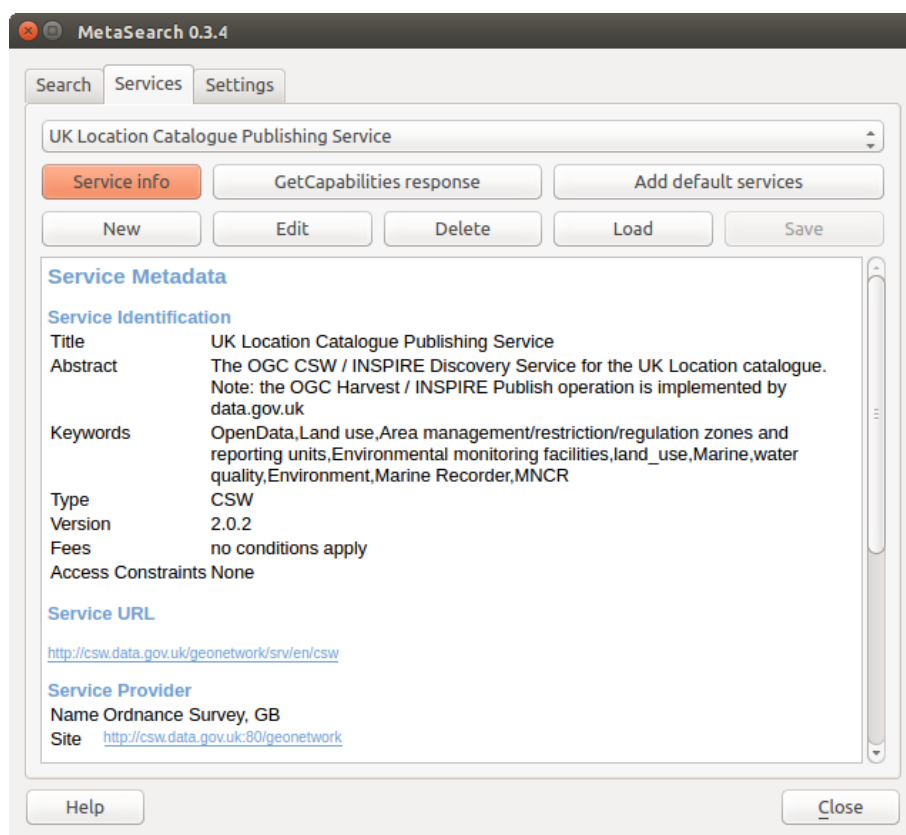 MetaSearch 0.3.4
Search Services Settings
UK Location Catalogue Publishing Service
Service info GetCapabilities response Add default services
New Edit Delete Load Save
Service Metadata
Service Identification
Title UK Location Catalogue Publishing Service
Abstract The OGC CSW / INSPIRE Discovery Service for the UK Location catalogue.
Note: the OGC Harvest / INSPIRE Publish operation is implemented by
data.gov.uk
Keywords OpenData,Land use,Area management/restriction/regulation zones and
reporting units,Environmental monitoring facilities,land_use,Marine,water
quality,Environment,Marine Recorder,MNCR
Type CSW
Version 2.0.2
Fees no conditions apply
Access Constraints None
Service URL
http://csw.data.gov.uk/geonetwork/srv/en/csw
Service Provider
Name Ordnance Survey, GB
Site http://csw.data.gov.uk:80/geonetwork
Help Close